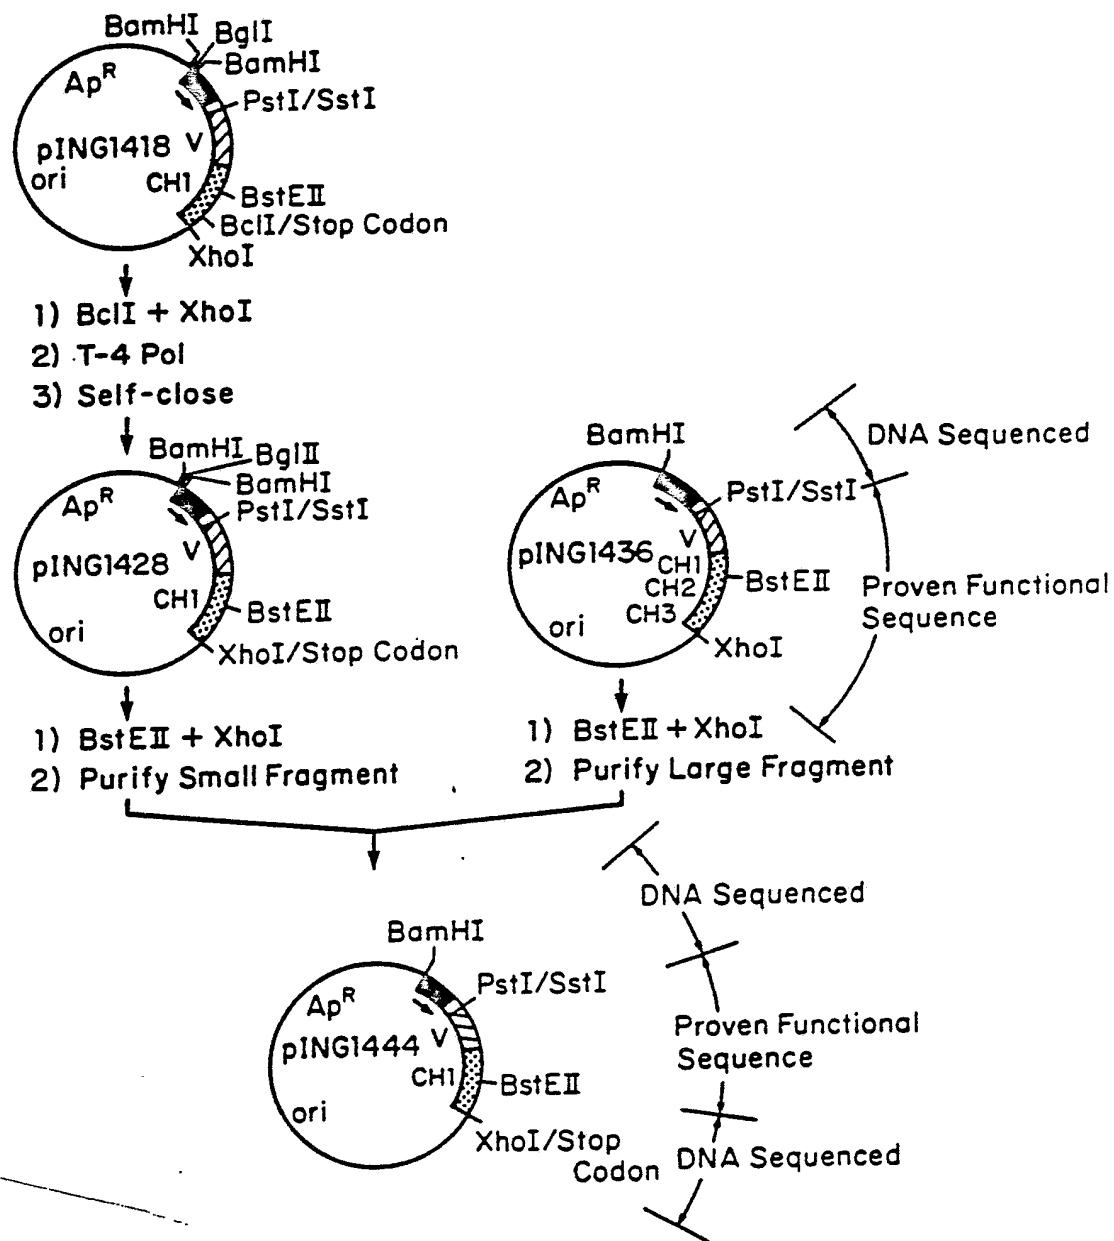 BamHI
BglI
BamHI
Ap^R
PstI/SstI
pING1418
V
ori
CH1
BstEII
BclI/Stop Codon
XhoI
1) BclI + XhoI
2) T-4 Pol
3) Self-close
BamHI
BglII
BamHI
Ap^R
PstI/SstI
V
pING1428
CH1
BstEII
ori
XhoI/Stop Codon
1) BstEII + XhoI
2) Purify Small Fragment
BamHI
DNA Sequenced
Ap^R
PstI/SstI
V
pING1436
CH1
CH2
BstEII
CH3
ori
XhoI
Proven Functional
Sequence
1) BstEII + XhoI
2) Purify Large Fragment
BamHI
DNA Sequenced
Ap^R
PstI/SstI
V
pING1444
CH1
BstEII
ori
XhoI/Stop
Codon
Proven Functional
Sequence
DNA Sequenced